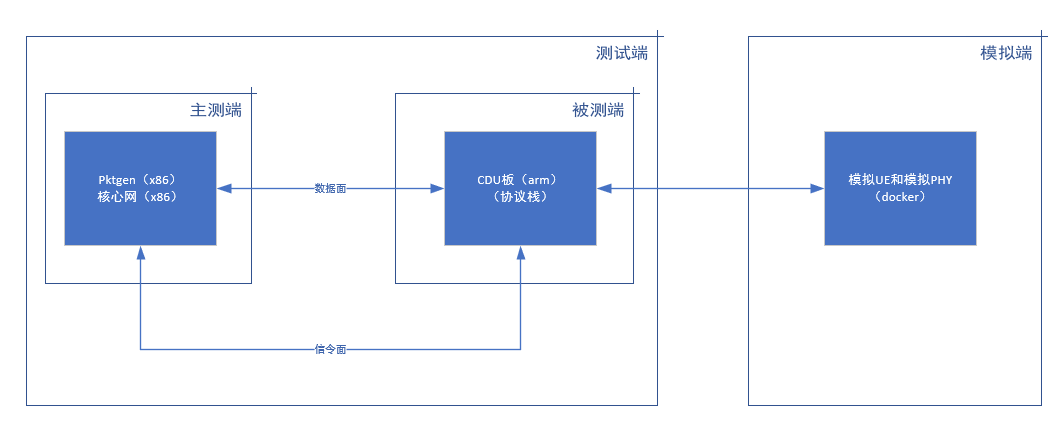 测试端
模拟端
主测端
被测端
Pktgen（x86）
核心网（x86）
数据面
CDU板（arm）
（协议栈）
模拟UE和模拟PHY
（docker）
信令面